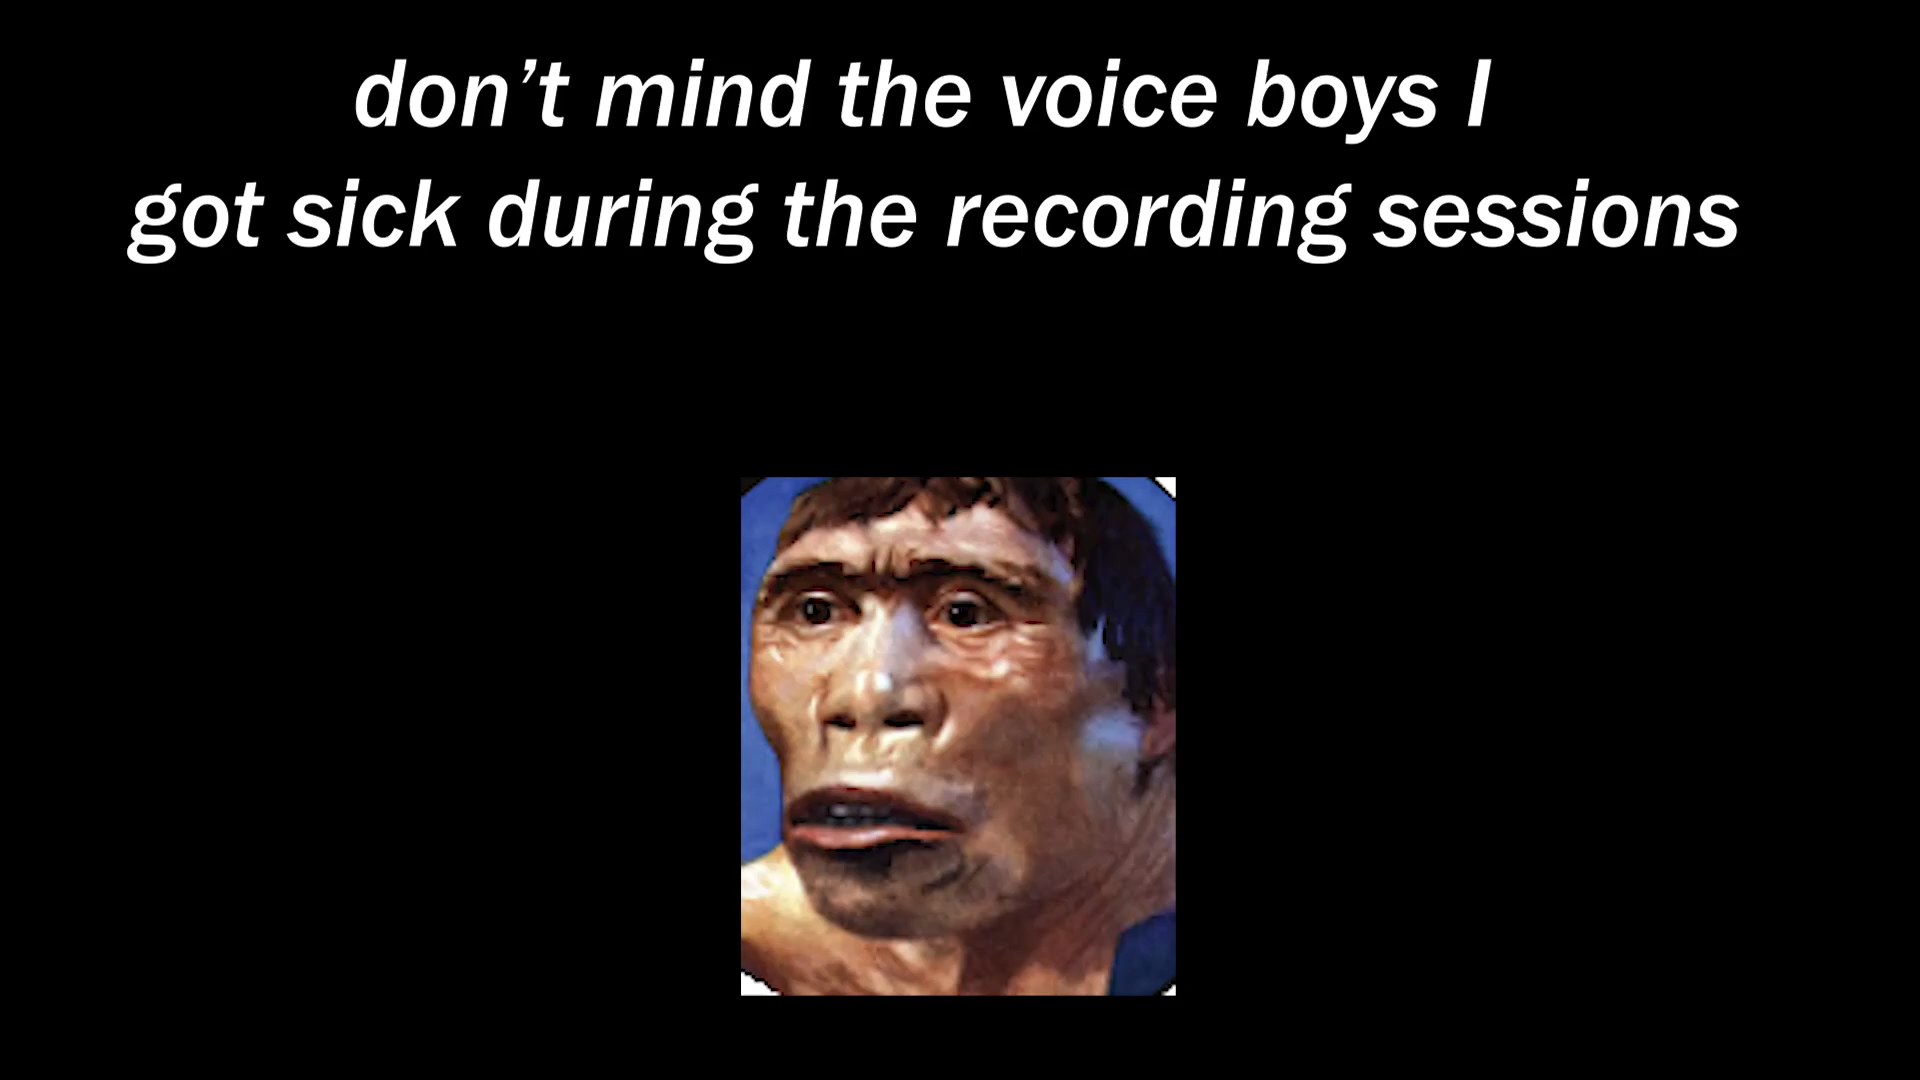 don’t mind the voice boys I
got sick during the recording sessions